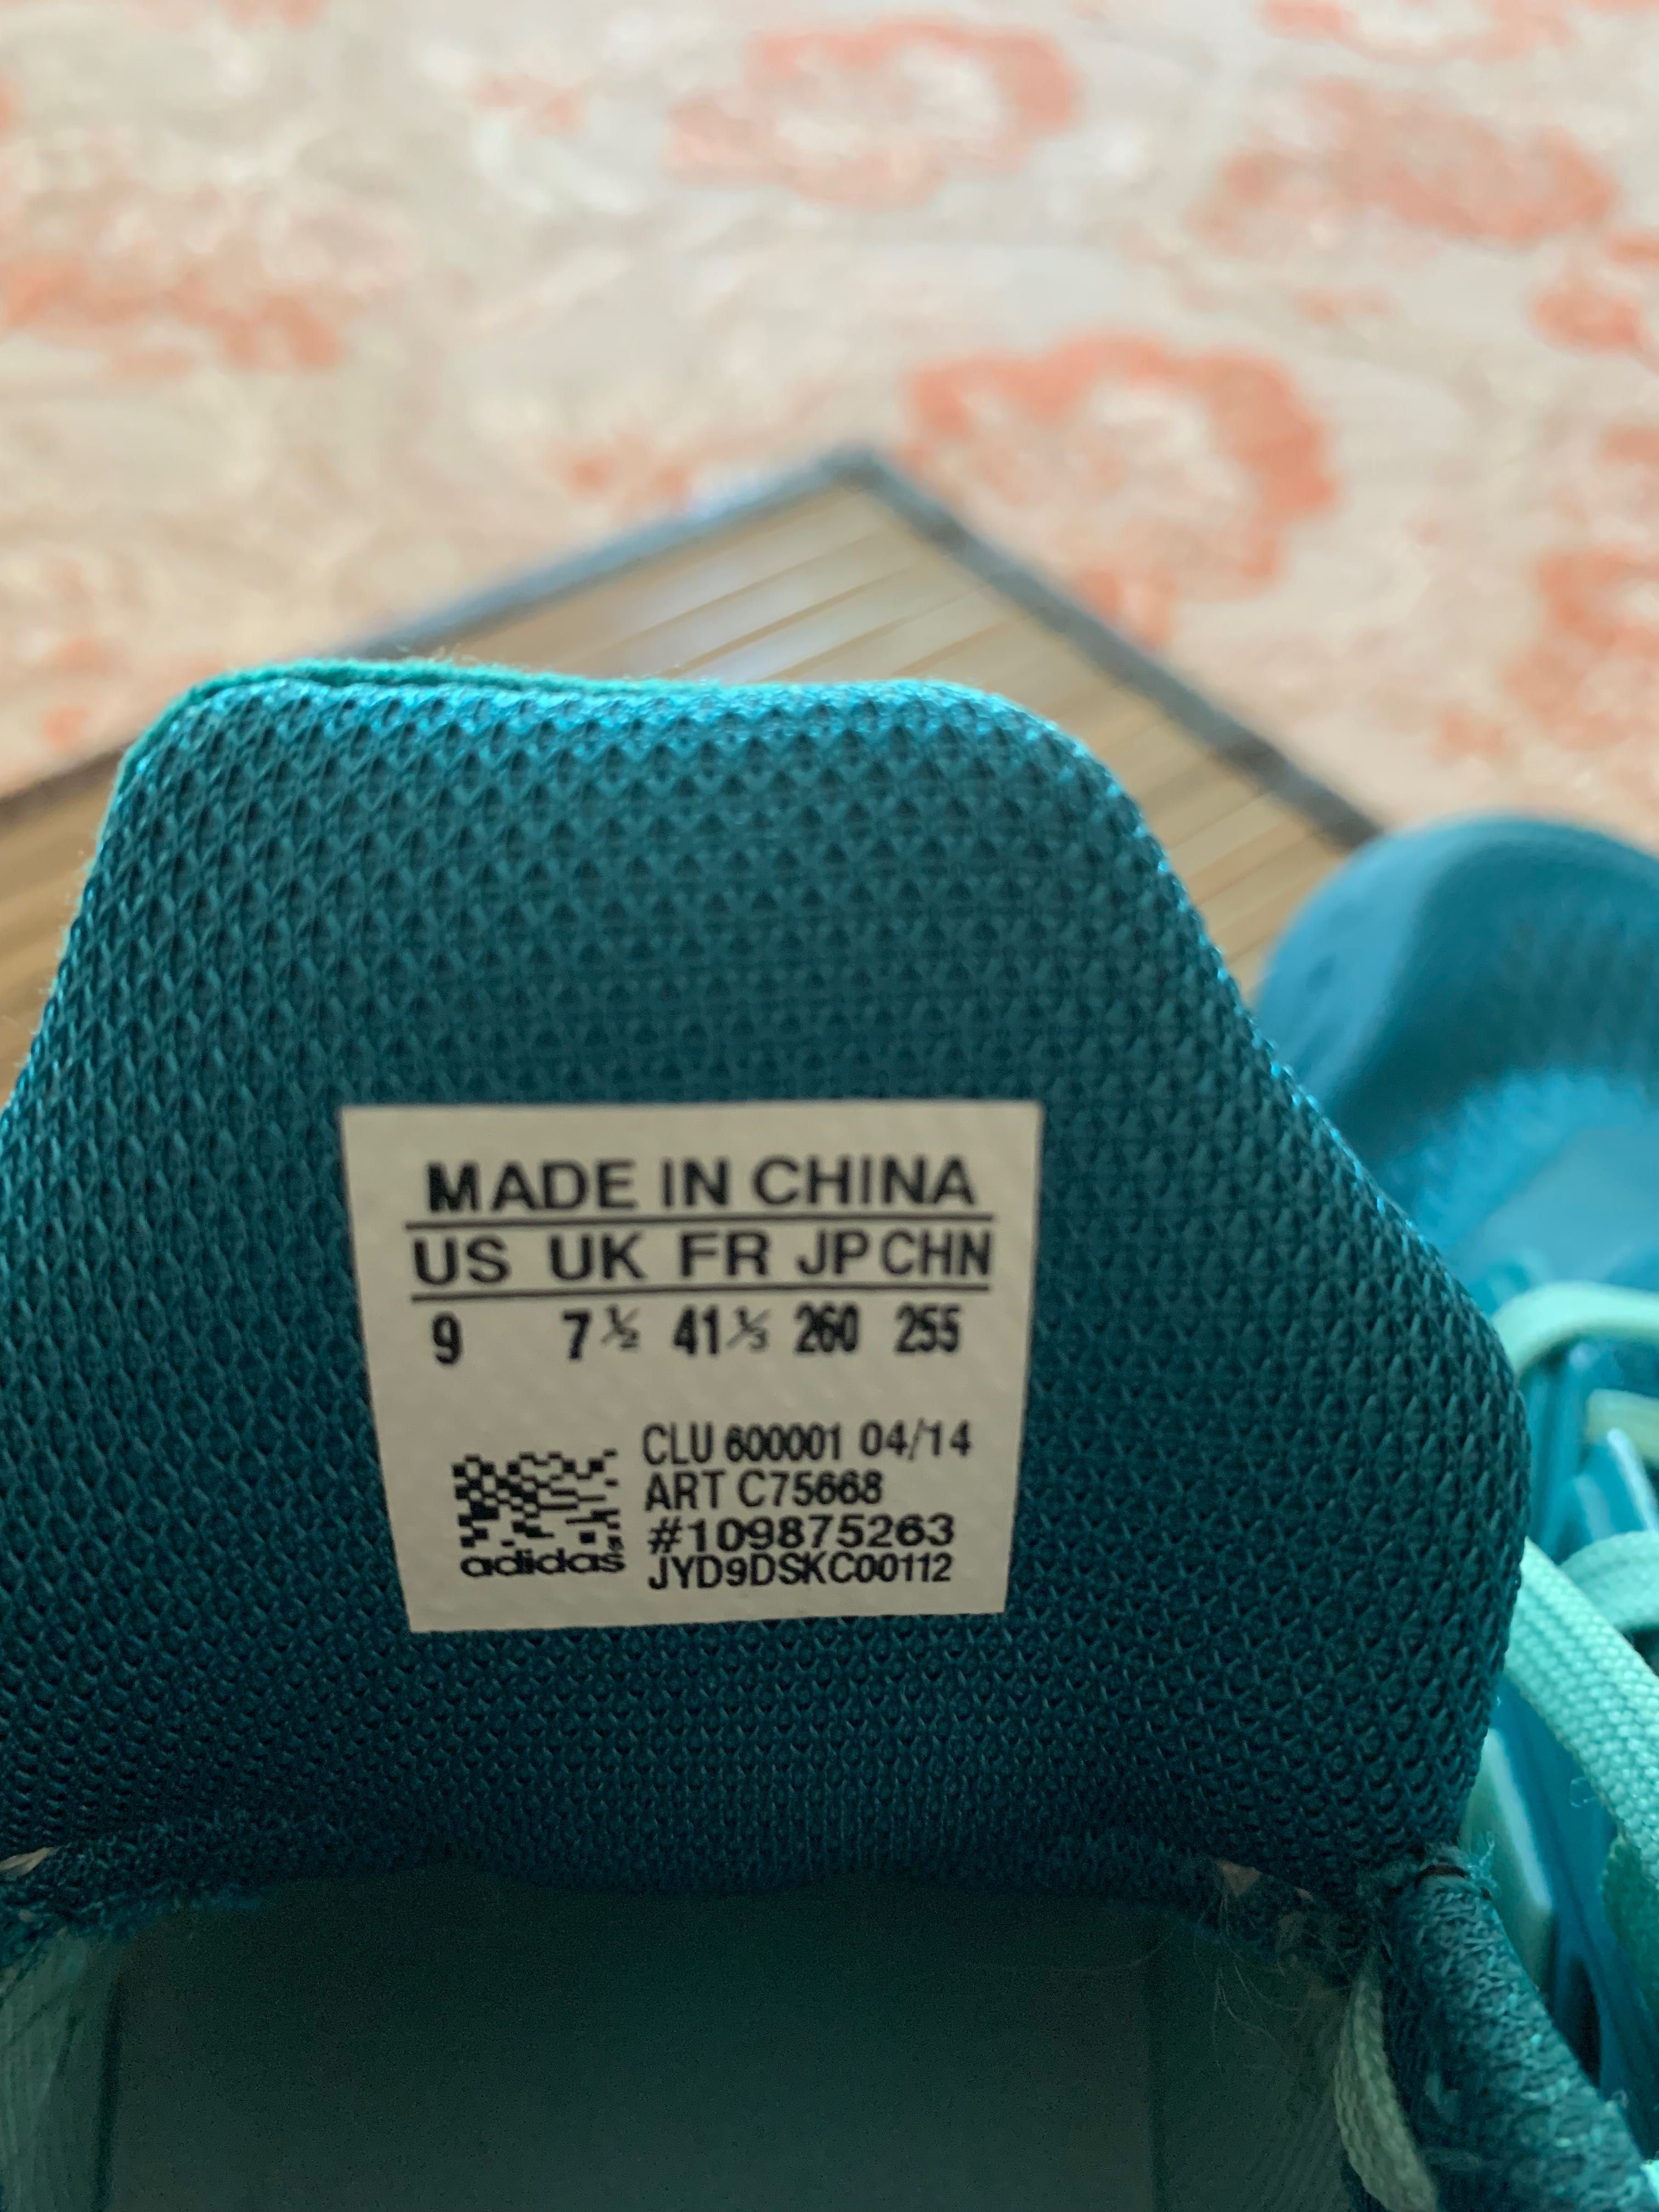 MADE IN CHINA
US UK FR JP CHN
9 7½ 41⅓ 260 255
CLU 600001 04/14
ART C75668
#109875263
adidas JYD9DSKC00112